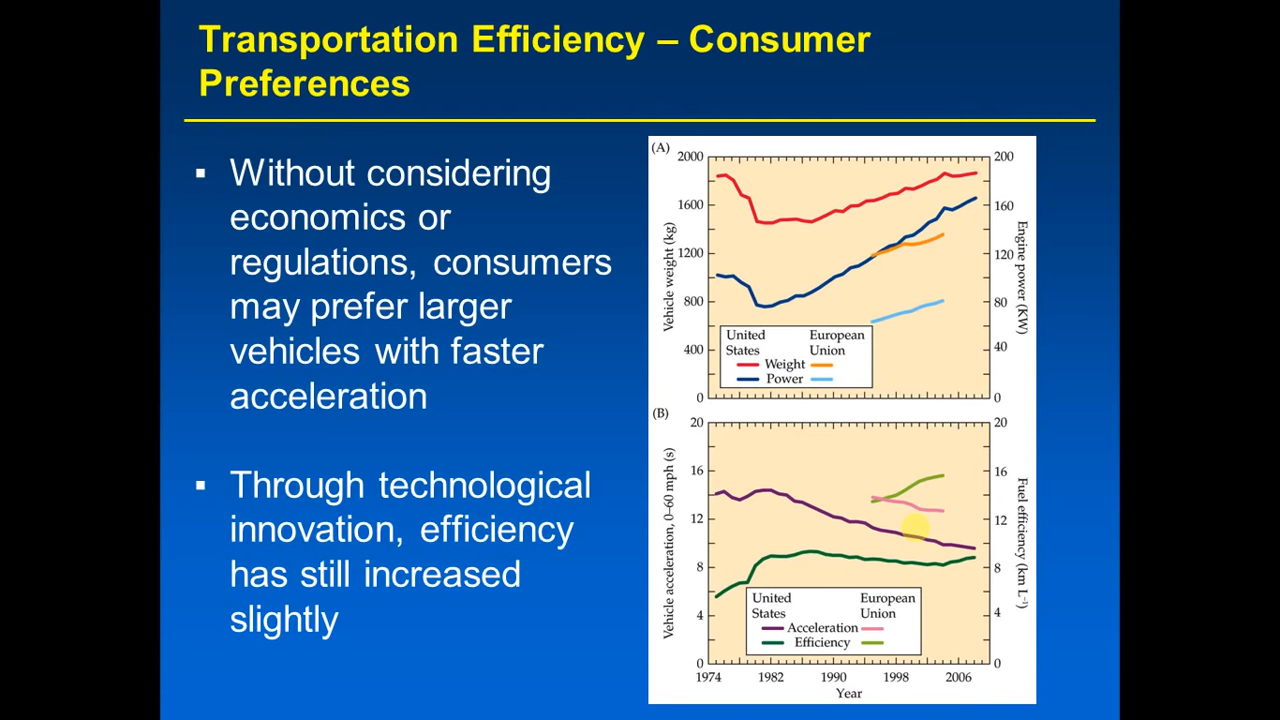 Transportation Efficiency – Consumer
Preferences
▪ Without considering
economics or
regulations, consumers
may prefer larger
vehicles with faster
acceleration
▪ Through technological
innovation, efficiency
has still increased
slightly
(A)
2000
1600
1200
800
400
0
Vehicle weight (kg)
200
160
120
80
40
0
Engine power (KW)
United States European Union
Weight
Power
(B)
20
16
12
8
4
0
Vehicle acceleration, 0–60 mph (s)
20
16
12
8
4
0
Fuel efficiency (km L⁻¹)
United States European Union
Acceleration
Efficiency
1974 1982 1990 1998 2006
Year